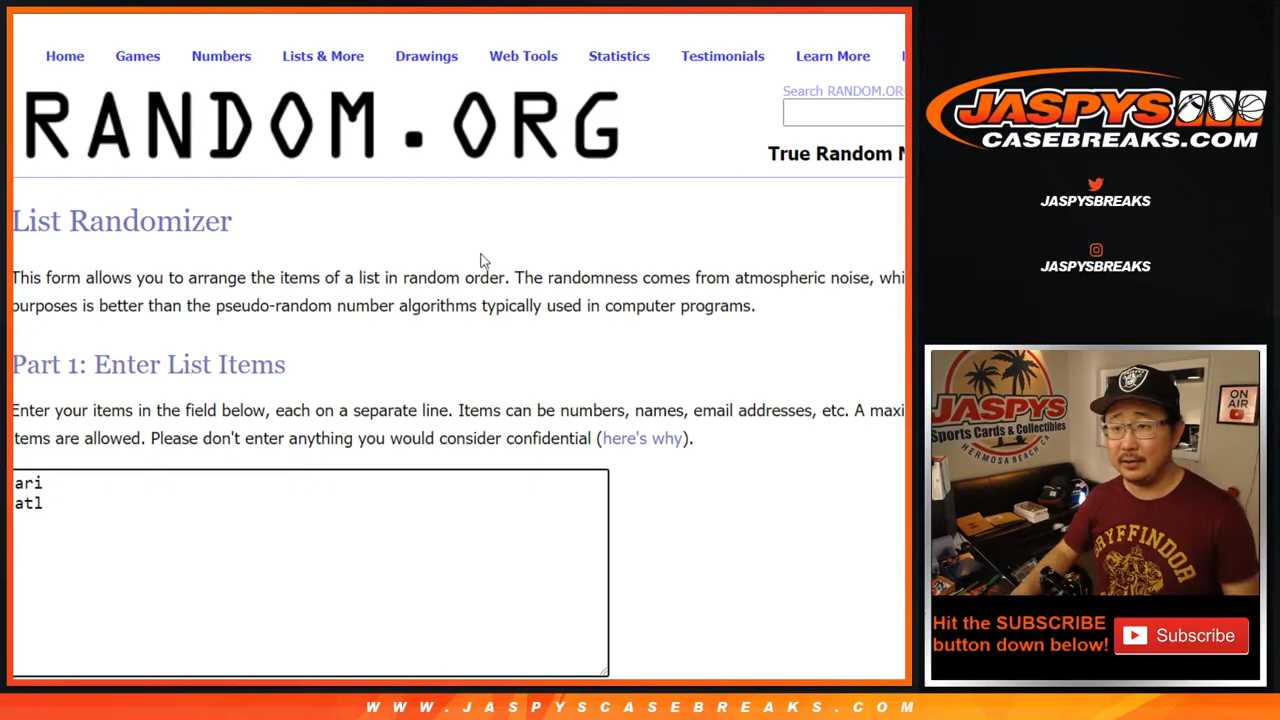 Home Games Numbers Lists & More Drawings Web Tools Statistics Testimonials Learn More
Search RANDOM.OR
RANDOM.ORG
True Random N
List Randomizer
This form allows you to arrange the items of a list in random order. The randomness comes from atmospheric noise, whi
purposes is better than the pseudo-random number algorithms typically used in computer programs.
Part 1: Enter List Items
Enter your items in the field below, each on a separate line. Items can be numbers, names, email addresses, etc. A maxi
items are allowed. Please don't enter anything you would consider confidential (here's why).
ari
atl
JASPYS
CASEBREAKS.COM
JASPYSBREAKS
JASPYSBREAKS
JASPYS
Sports Cards & Collectibles
HERMOSA BEACH, CA
RAIDERS
ON
AIR
GRYFFINDOR
Hit the SUBSCRIBE
button down below!
Subscribe
WWW.JASPYSCASEBREAKS.COM